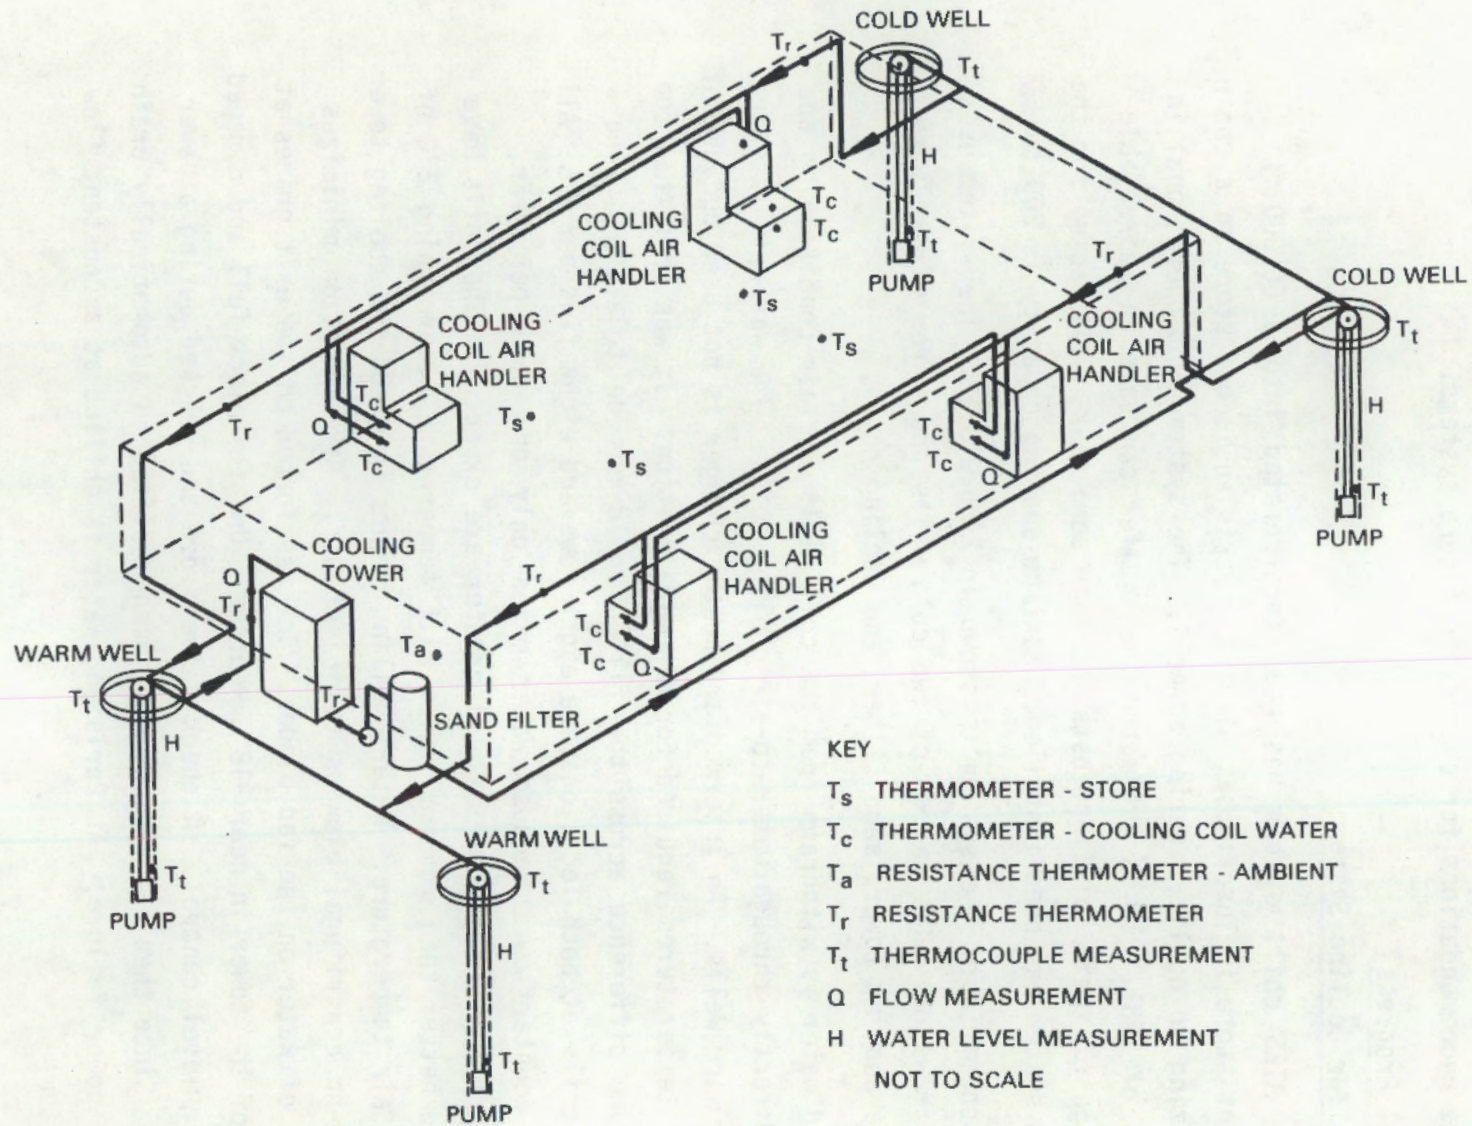 COLD WELL
Tr
Tt
Q
H
COOLING
COIL AIR
HANDLER
Tc
Tc
Tt
PUMP
Ts
Tr
COLD WELL
Tt
COOLING
COIL AIR
HANDLER
Ts
COOLING
COIL AIR
HANDLER
Tc
Ts
H
Tr
Q
Tc
Tc
Tc
Q
Ts
Tt
PUMP
COOLING
TOWER
COOLING
COIL AIR
HANDLER
Q
Tr
Tr
Tc
Tc
Q
WARM WELL
Ta
Tt
Tr
SAND FILTER
H
Tt
PUMP
WARM WELL
Tt
H
Tt
PUMP
KEY
Ts THERMOMETER - STORE
Tc THERMOMETER - COOLING COIL WATER
Ta RESISTANCE THERMOMETER - AMBIENT
Tr RESISTANCE THERMOMETER
Tt THERMOCOUPLE MEASUREMENT
Q FLOW MEASUREMENT
H WATER LEVEL MEASUREMENT
NOT TO SCALE